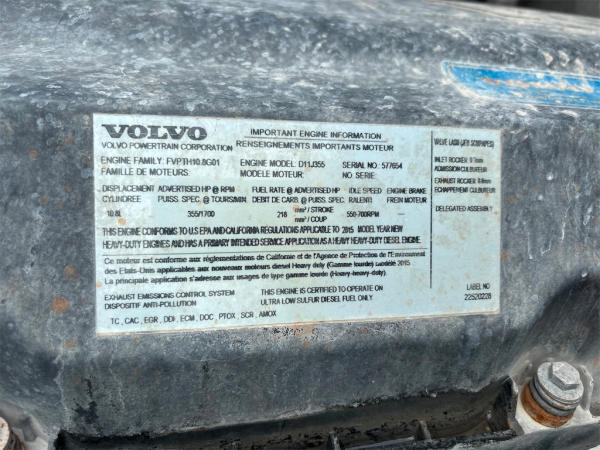 VOLVO
VOLVO POWERTRAIN CORPORATION
IMPORTANT ENGINE INFORMATION
RENSEIGNEMENTS IMPORTANTS MOTEUR
ENGINE FAMILY: FVPTH10.8G01
FAMILLE DE MOTEURS:
ENGINE MODEL: D11J355
MODELE MOTEUR:
SERIAL NO: 577654
NO SERIE:
DISPLACEMENT ADVERTISED HP @ RPM FUEL RATE @ ADVERTISED HP IDLE SPEED ENGINE BRAKE
CYLINDREE PUISS. SPEC. @ TOURS/MIN. DEBIT DE CARB. @ PUISS. SPEC RALENTI FREIN MOTEUR
10.8L 355/1700 218 mm³ / STROKE 550-700RPM
mm³ / COUP
THIS ENGINE CONFORMS TO U.S EPA AND CALIFORNIA REGULATIONS APPLICABLE TO 2015 MODEL YEAR NEW
HEAVY-DUTY ENGINES AND HAS A PRIMARY INTENDED SERVICE APPLICATION AS A HEAVY HEAVY-DUTY DIESEL ENGINE.
Ce moteur est conforme aux réglementations de Californie et de l'Agence de Protection de l'Environnement
des Etats-Unis applicables aux nouveaux moteurs diesel Heavy duty (Gamme lourde) modèle 2015
La principale application s'adresse aux usages de type gamme lourde (Heavy-heavy-duty).
EXHAUST EMISSIONS CONTROL SYSTEM
DISPOSITIF ANTI-POLLUTION
THIS ENGINE IS CERTIFIED TO OPERATE ON
ULTRA LOW SULFUR DIESEL FUEL ONLY
TC, CAC, EGR, DDI, ECM, DOC, PTOX, SCR, AMOX
VALVE LASH
INLET ROCKER
ADMISSION CULBUTEUR
EXHAUST ROCKER
ECHAPPEMENT CULBUTEUR
DELEGATED ASSEMBLY
LABEL NO
22520228